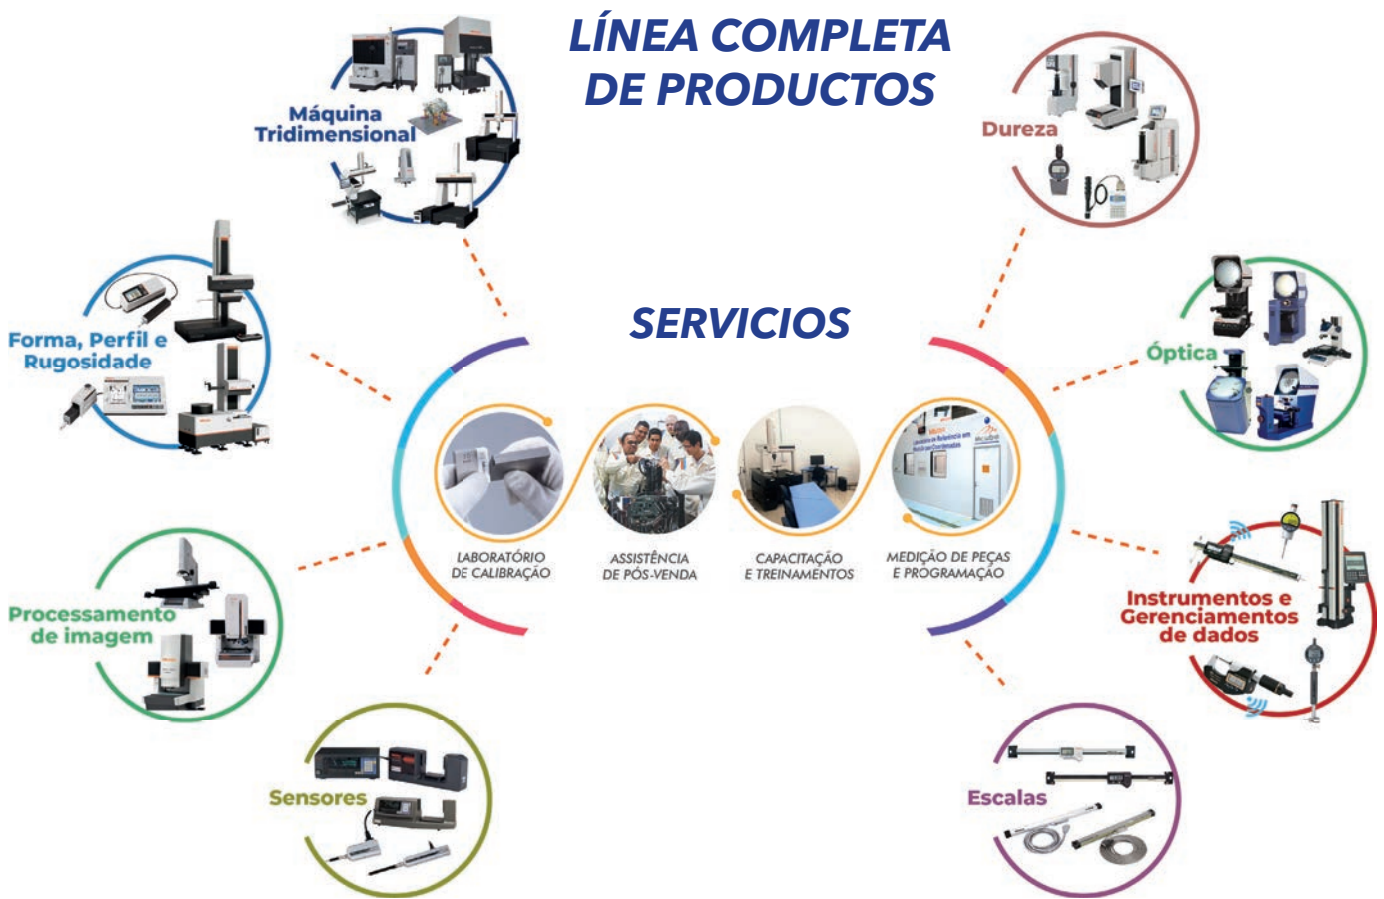 LÍNEA COMPLETA
DE PRODUCTOS
Máquina
Tridimensional
Dureza
Forma, Perfil e
Rugosidade
SERVICIOS
Óptica
LABORATÓRIO
DE CALIBRAÇÃO
ASSISTÊNCIA
DE PÓS-VENDA
CAPACITAÇÃO
E TREINAMENTOS
MEDIÇÃO DE PEÇAS
E PROGRAMAÇÃO
Processamento
de imagem
Instrumentos e
Gerenciamentos
de dados
Sensores
Escalas